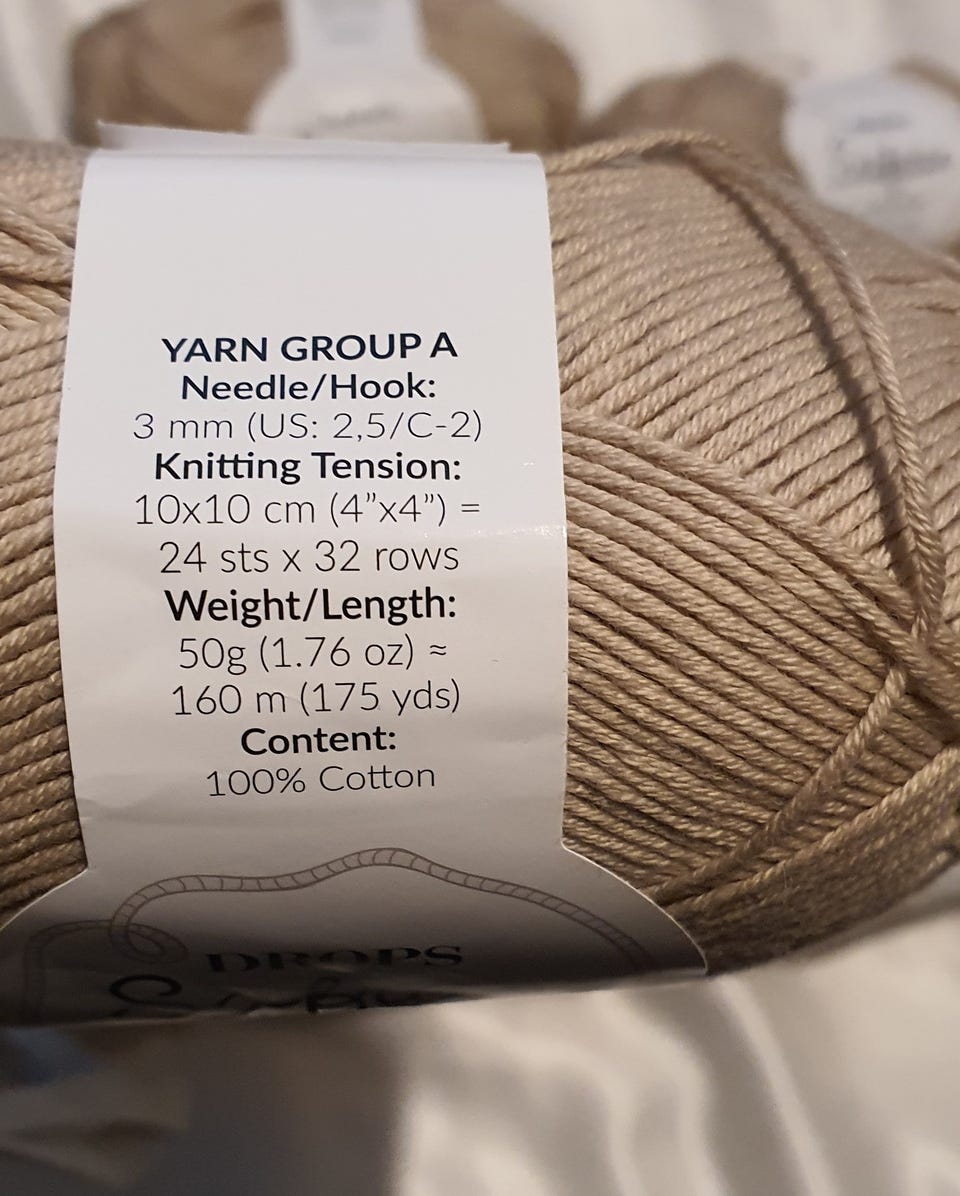 YARN GROUP A
Needle/Hook:
3 mm (US: 2,5/C-2)
Knitting Tension:
10x10 cm (4”x4”) =
24 sts x 32 rows
Weight/Length:
50g (1.76 oz) ≈
160 m (175 yds)
Content:
100% Cotton
DROPS